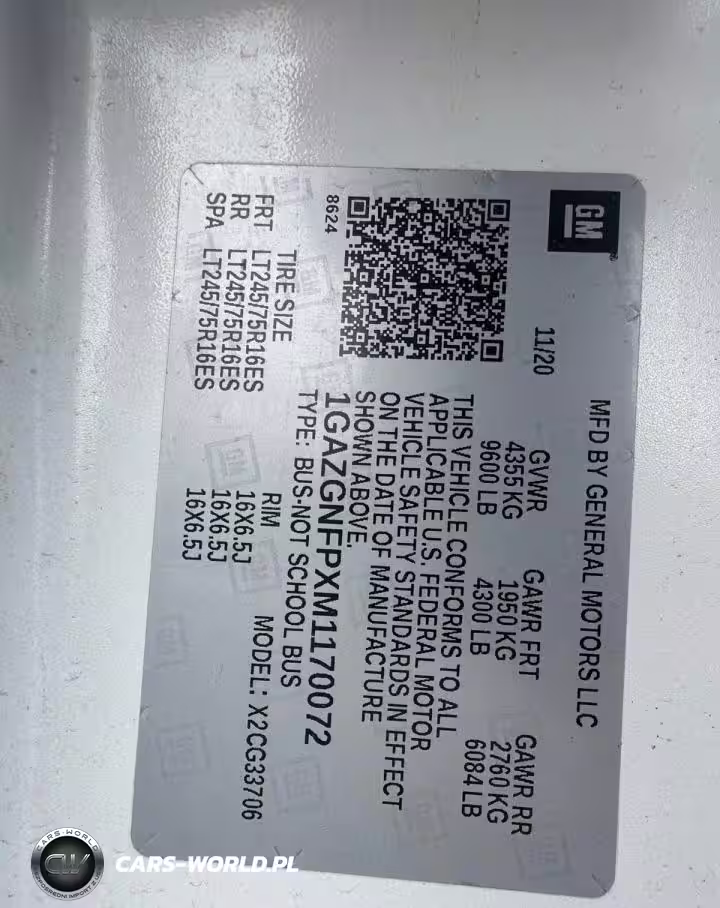 GM
MFD BY GENERAL MOTORS LLC
11/20
GVWR GAWR FRT GAWR RR
4355 KG 1950 KG 2760 KG
9600 LB 4300 LB 6084 LB
THIS VEHICLE CONFORMS TO ALL
APPLICABLE U.S. FEDERAL MOTOR
VEHICLE SAFETY STANDARDS IN EFFECT
ON THE DATE OF MANUFACTURE
SHOWN ABOVE.
8624
1GAZGNFPXM1170072
TYPE: BUS-NOT SCHOOL BUS
MODEL: X2CG33706
TIRE SIZE RIM
FRT LT245/75R16ES 16X6.5J
RR LT245/75R16ES 16X6.5J
SPA LT245/75R16ES 16X6.5J
CARS-WORLD
CW
CARS-WORLD.PL